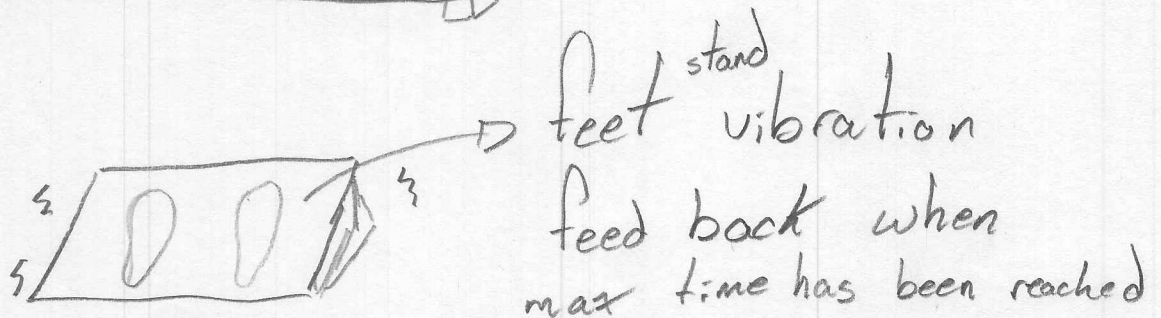 feet stand vibration
feed back when
max time has been reached